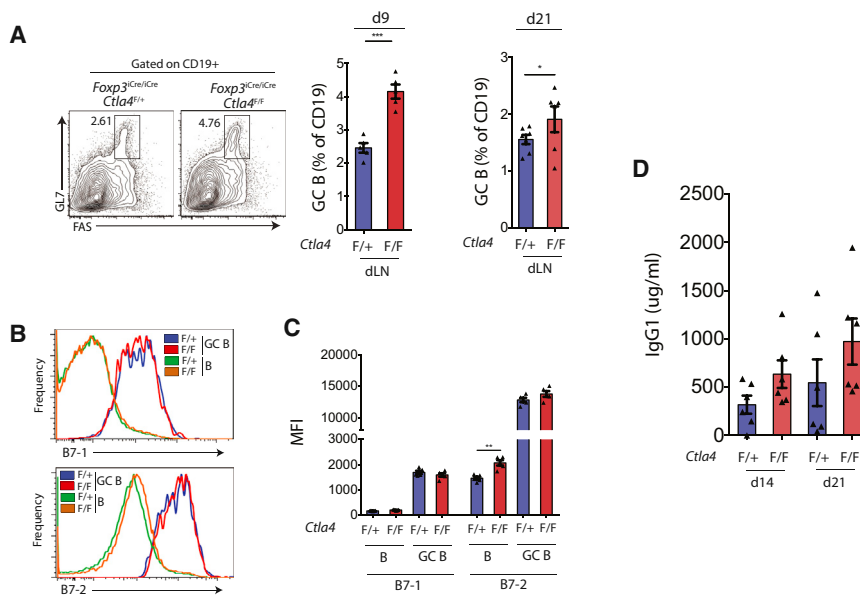 A
Gated on CD19+
Foxp3iCre/iCre
Ctla4F/+
Foxp3iCre/iCre
Ctla4F/F
2.61
4.76
GL7
FAS
d9
***
GC B (% of CD19)
5
4
3
2
1
0
Ctla4
F/+ F/F
dLN
d21
*
GC B (% of CD19)
3
2
1
0
Ctla4
F/+ F/F
dLN
B
Frequency
F/+
F/F
GC B
F/+
F/F
B
B7-1
Frequency
F/+
F/F
GC B
F/+
F/F
B
B7-2
C
MFI
20000
15000
10000
3000
2000
1000
0
**
Ctla4
F/+ F/F F/+ F/F F/+ F/F F/+ F/F
B GC B B GC B
B7-1 B7-2
D
IgG1 (ug/ml)
2500
2000
1500
1000
500
0
Ctla4
F/+ F/F F/+ F/F
d14 d21